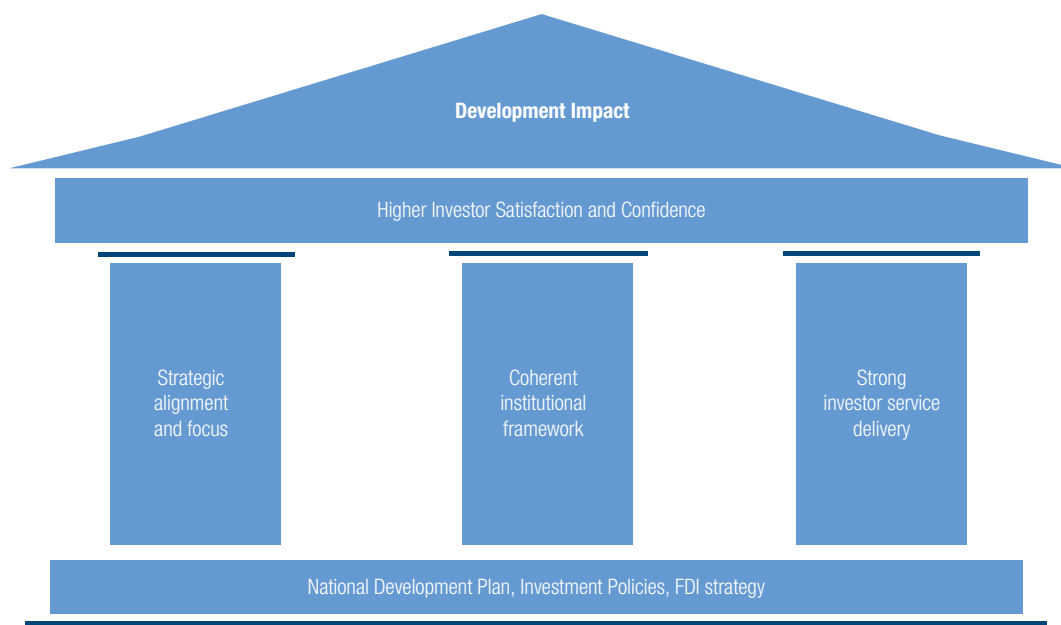 Development Impact
Higher Investor Satisfaction and Confidence
Strategic
alignment
and focus
Coherent
institutional
framework
Strong
investor service
delivery
National Development Plan, Investment Policies, FDI strategy